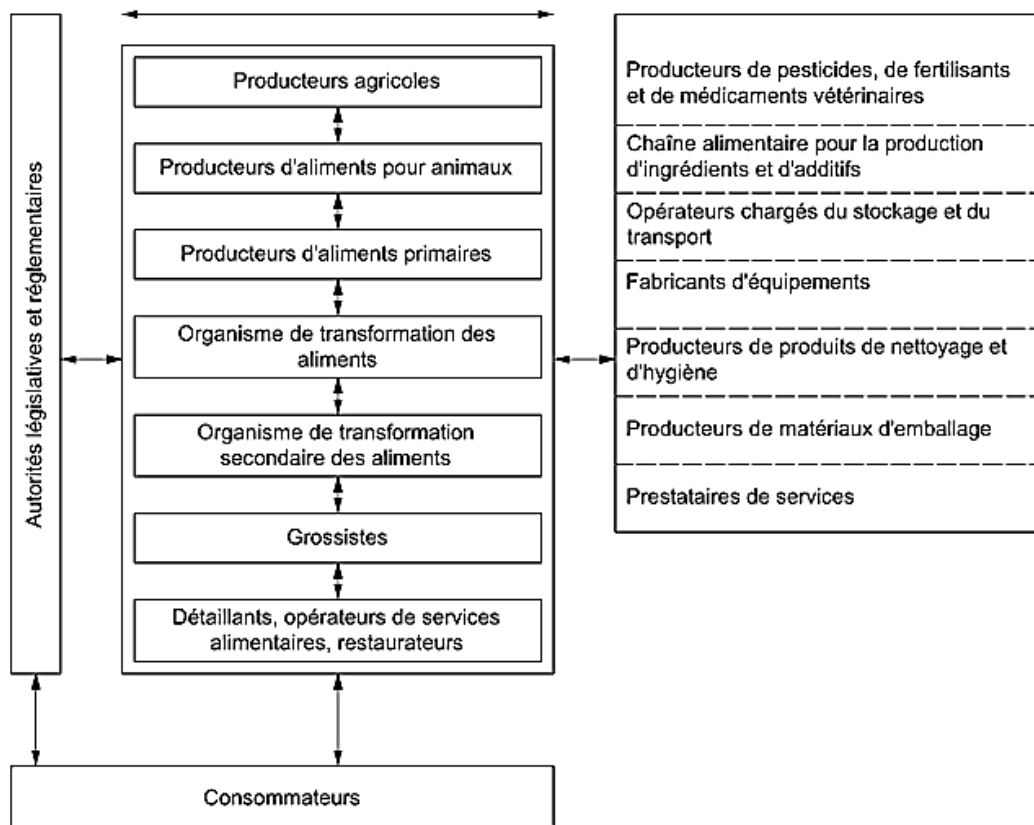 Autorités législatives et réglementaires
Producteurs agricoles
Producteurs d'aliments pour animaux
Producteurs d'aliments primaires
Organisme de transformation des
aliments
Organisme de transformation
secondaire des aliments
Grossistes
Détaillants, opérateurs de services
alimentaires, restaurateurs
Producteurs de pesticides, de fertilisants
et de médicaments vétérinaires
Chaîne alimentaire pour la production
d'ingrédients et d'additifs
Opérateurs chargés du stockage et du
transport
Fabricants d'équipements
Producteurs de produits de nettoyage et
d'hygiène
Producteurs de matériaux d'emballage
Prestataires de services
Consommateurs